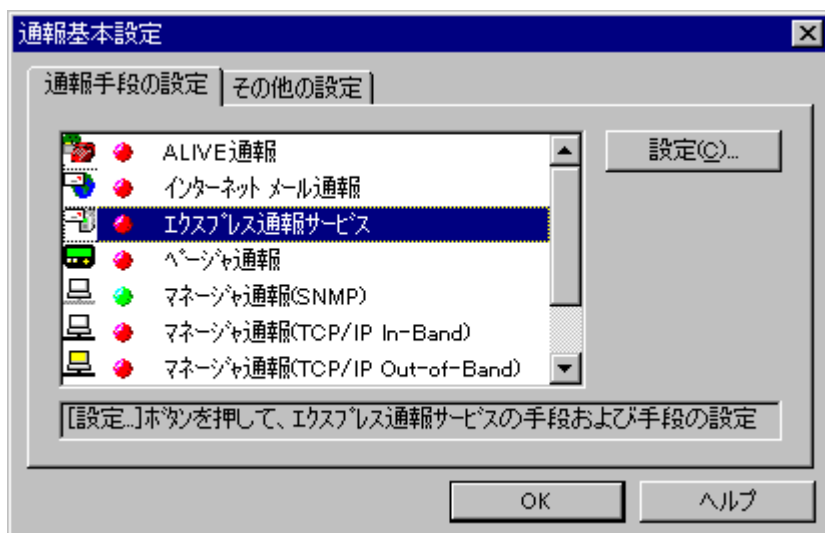 通報基本設定
通報手段の設定 その他の設定
ALIVE通報
設定(C)...
インターネット メール通報
エクスプレス通報サービス
ページャ通報
マネージャ通報(SNMP)
マネージャ通報(TCP/IP In-Band)
マネージャ通報(TCP/IP Out-of-Band)
[設定...]ボタンを押して、エクスプレス通報サービスの手段および手段の設定
OK ヘルプ